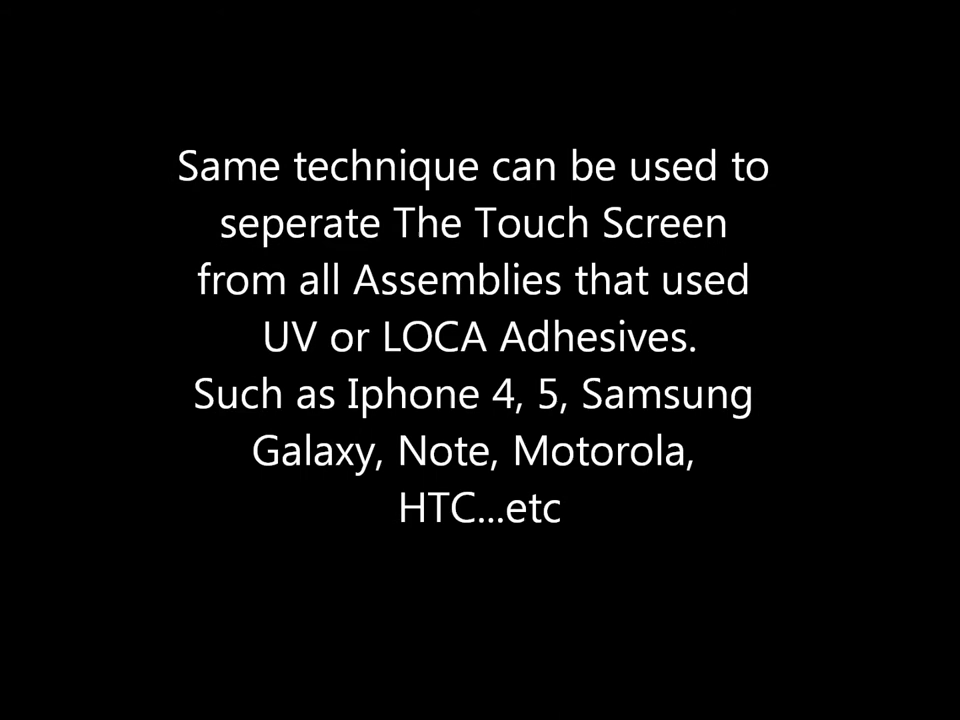 Same technique can be used to
seperate The Touch Screen
from all Assemblies that used
UV or LOCA Adhesives.
Such as Iphone 4, 5, Samsung
Galaxy, Note, Motorola,
HTC...etc